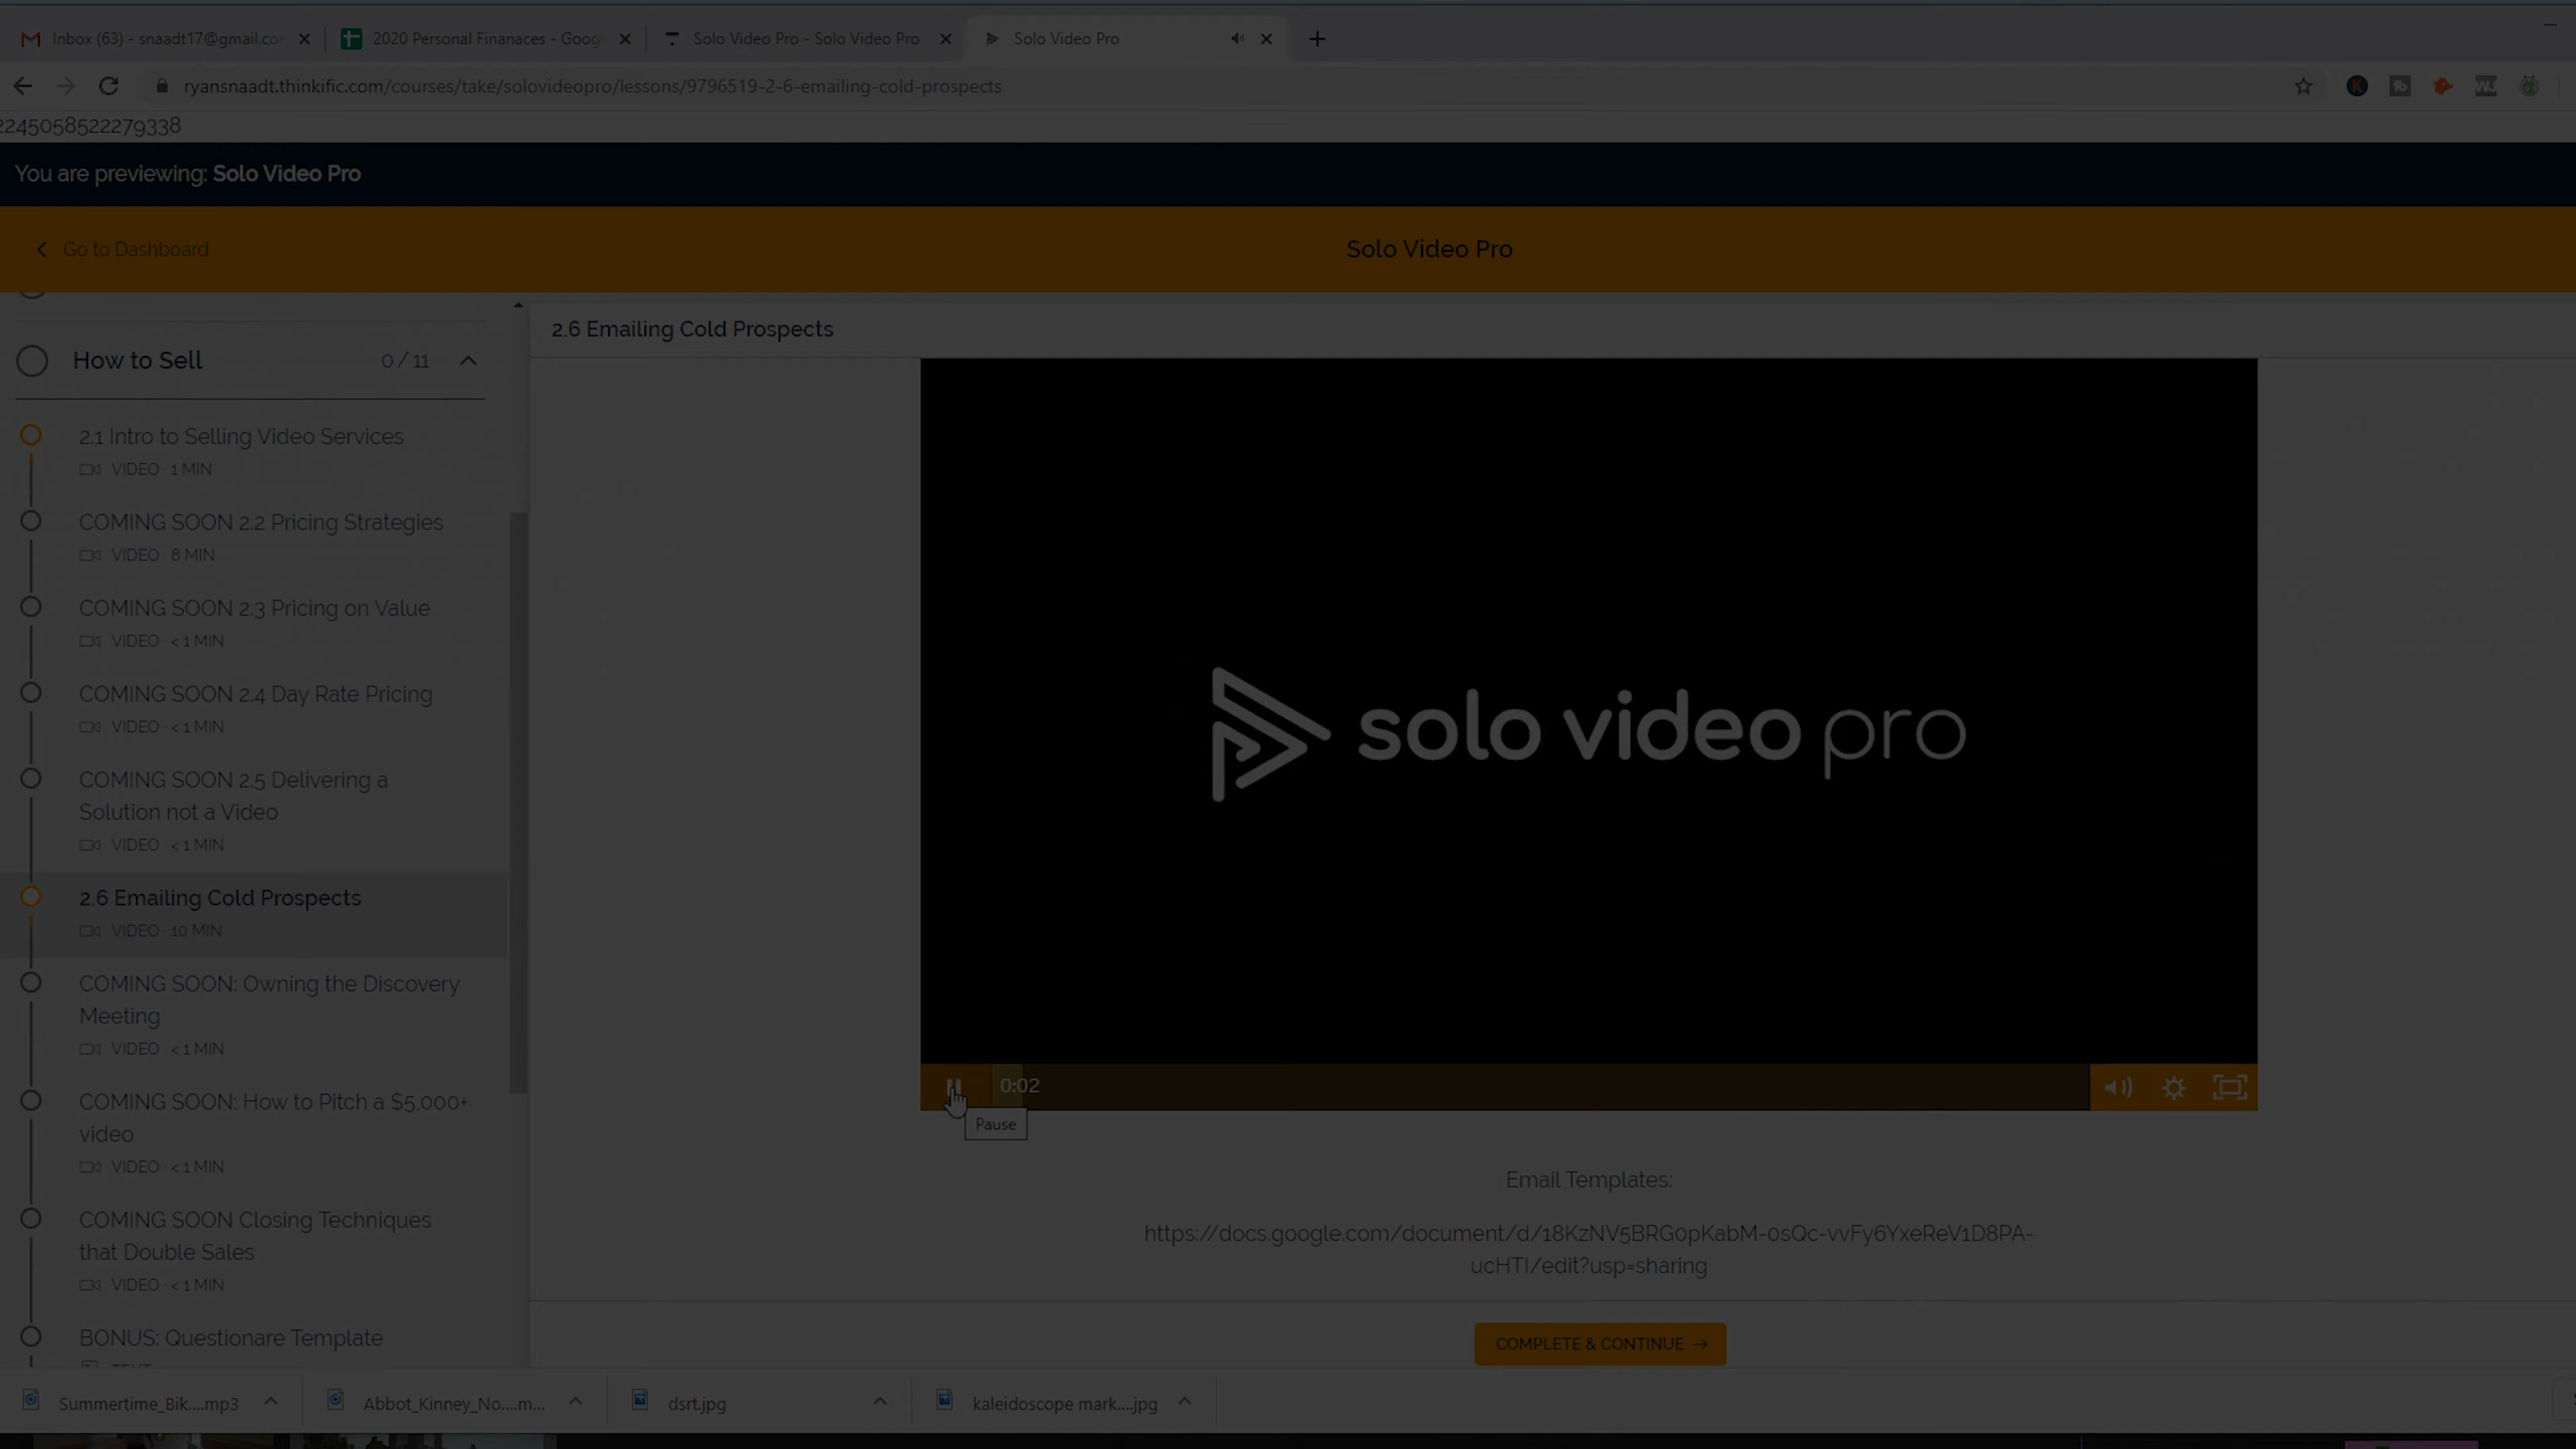 Inbox (63) - snaadt17@gmail.co
2020 Personal Finanaces - Goog
Solo Video Pro - Solo Video Pro
Solo Video Pro
ryansnaadt.thinkific.com/courses/take/solovideopro/lessons/9796519-2-6-emailing-cold-prospects
2245058522279338
You are previewing: Solo Video Pro
Go to Dashboard
Solo Video Pro
How to Sell 0 / 11
2.1 Intro to Selling Video Services
VIDEO · 1 MIN
COMING SOON 2.2 Pricing Strategies
VIDEO · 8 MIN
COMING SOON 2.3 Pricing on Value
VIDEO · < 1 MIN
COMING SOON 2.4 Day Rate Pricing
VIDEO · < 1 MIN
COMING SOON 2.5 Delivering a
Solution not a Video
VIDEO · < 1 MIN
2.6 Emailing Cold Prospects
VIDEO · 10 MIN
COMING SOON: Owning the Discovery
Meeting
VIDEO · < 1 MIN
COMING SOON: How to Pitch a $5,000+
video
VIDEO · < 1 MIN
COMING SOON Closing Techniques
that Double Sales
VIDEO · < 1 MIN
BONUS: Questionare Template
2.6 Emailing Cold Prospects
solo video pro
0:02
Pause
Email Templates:
https://docs.google.com/document/d/18KzNV5BRG0pKabM-0sQc-vvFy6YxeReV1D8PA-
ucHTI/edit?usp=sharing
COMPLETE & CONTINUE →
Summertime_Bik....mp3
Abbot_Kinney_No....m...
dsrt.jpg
kaleidoscope mark....jpg